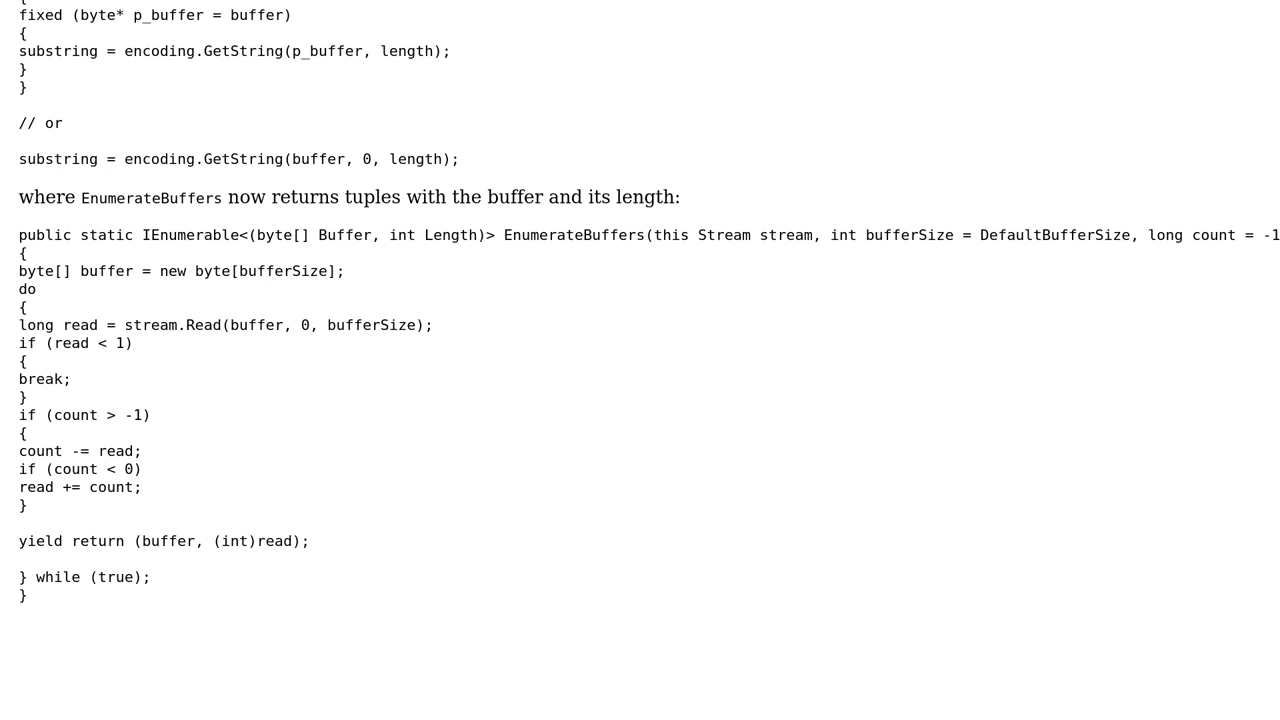 {
fixed (byte* p_buffer = buffer)
{
substring = encoding.GetString(p_buffer, length);
}
}
// or
substring = encoding.GetString(buffer, 0, length);
where EnumerateBuffers now returns tuples with the buffer and its length:
public static IEnumerable<(byte[] Buffer, int Length)> EnumerateBuffers(this Stream stream, int bufferSize = DefaultBufferSize, long count = -1
{
byte[] buffer = new byte[bufferSize];
do
{
long read = stream.Read(buffer, 0, bufferSize);
if (read < 1)
{
break;
}
if (count > -1)
{
count -= read;
if (count < 0)
read += count;
}
yield return (buffer, (int)read);
} while (true);
}